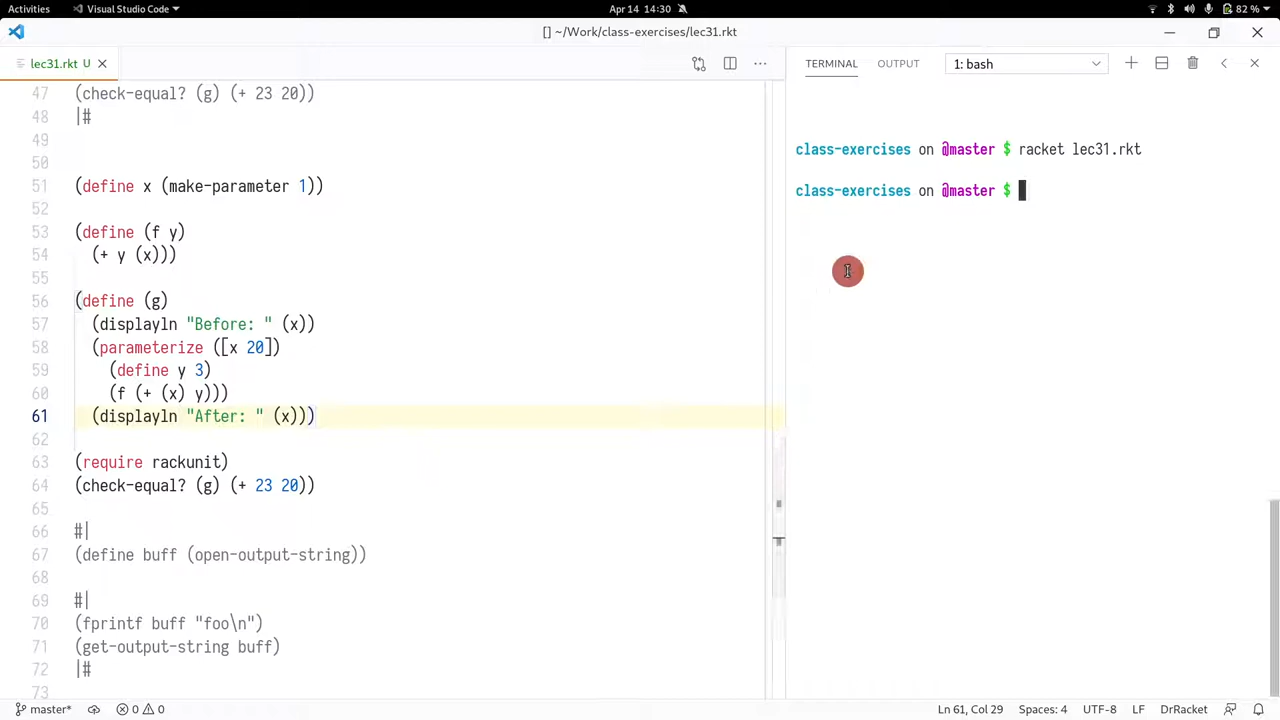 Activities
Visual Studio Code
Apr 14 14:30
82 %
[] ~/Work/class-exercises/lec31.rkt
lec31.rkt U
TERMINAL
OUTPUT
1: bash
47 (check-equal? (g) (+ 23 20))
48 |#
49
50
51 (define x (make-parameter 1))
52
53 (define (f y)
54 (+ y (x)))
55
56 (define (g)
57 (displayln "Before: " (x))
58 (parameterize ([x 20])
59 (define y 3)
60 (f (+ (x) y)))
61 (displayln "After: " (x)))
62
63 (require rackunit)
64 (check-equal? (g) (+ 23 20))
65
66 #|
67 (define buff (open-output-string))
68
69 #|
70 (fprintf buff "foo\n")
71 (get-output-string buff)
72 |#
73
class-exercises on @master $ racket lec31.rkt
class-exercises on @master $
master*
0
0
Ln 61, Col 29
Spaces: 4
UTF-8
LF
DrRacket